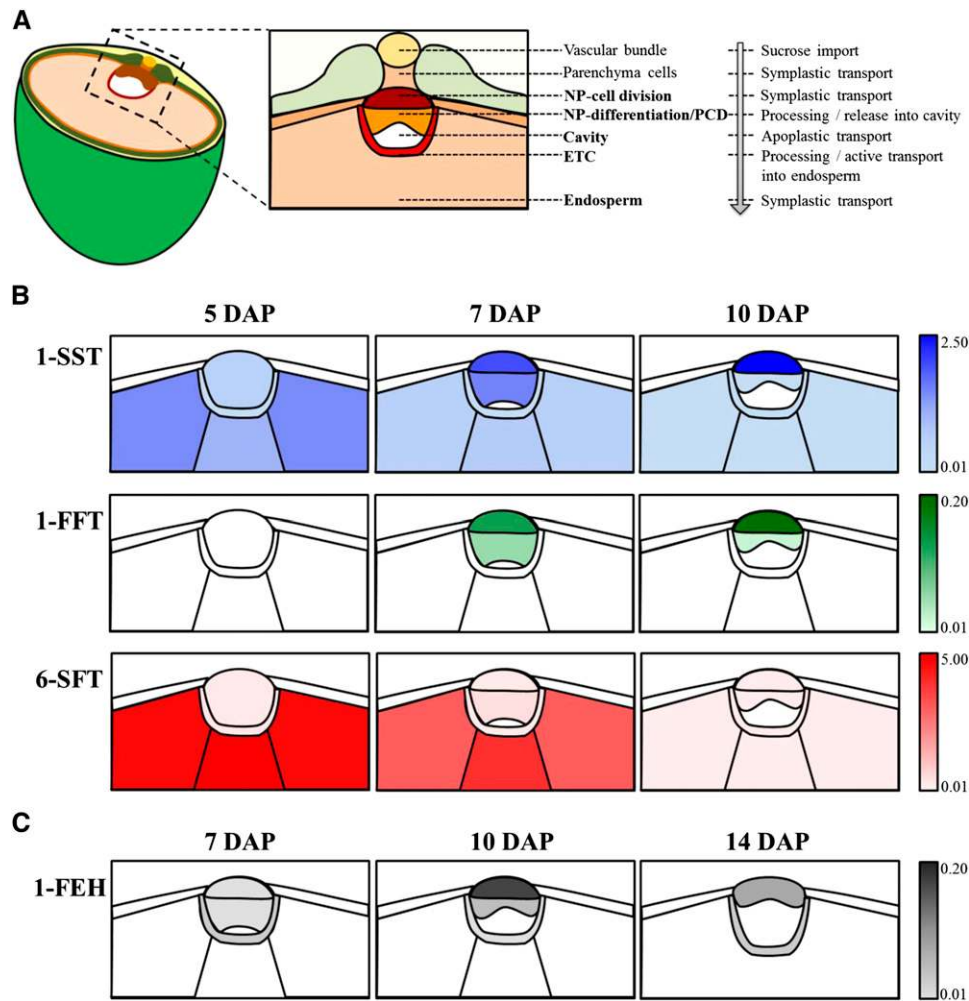 A
Vascular bundle
Parenchyma cells
NP-cell division
NP-differentiation/PCD
Cavity
ETC
Endosperm
Sucrose import
Symplastic transport
Symplastic transport
Processing / release into cavity
Apoplastic transport
Processing / active transport
into endosperm
Symplastic transport
B
5 DAP 7 DAP 10 DAP
1-SST
2.50
0.01
1-FFT
0.20
0.01
6-SFT
5.00
0.01
C
7 DAP 10 DAP 14 DAP
1-FEH
0.20
0.01